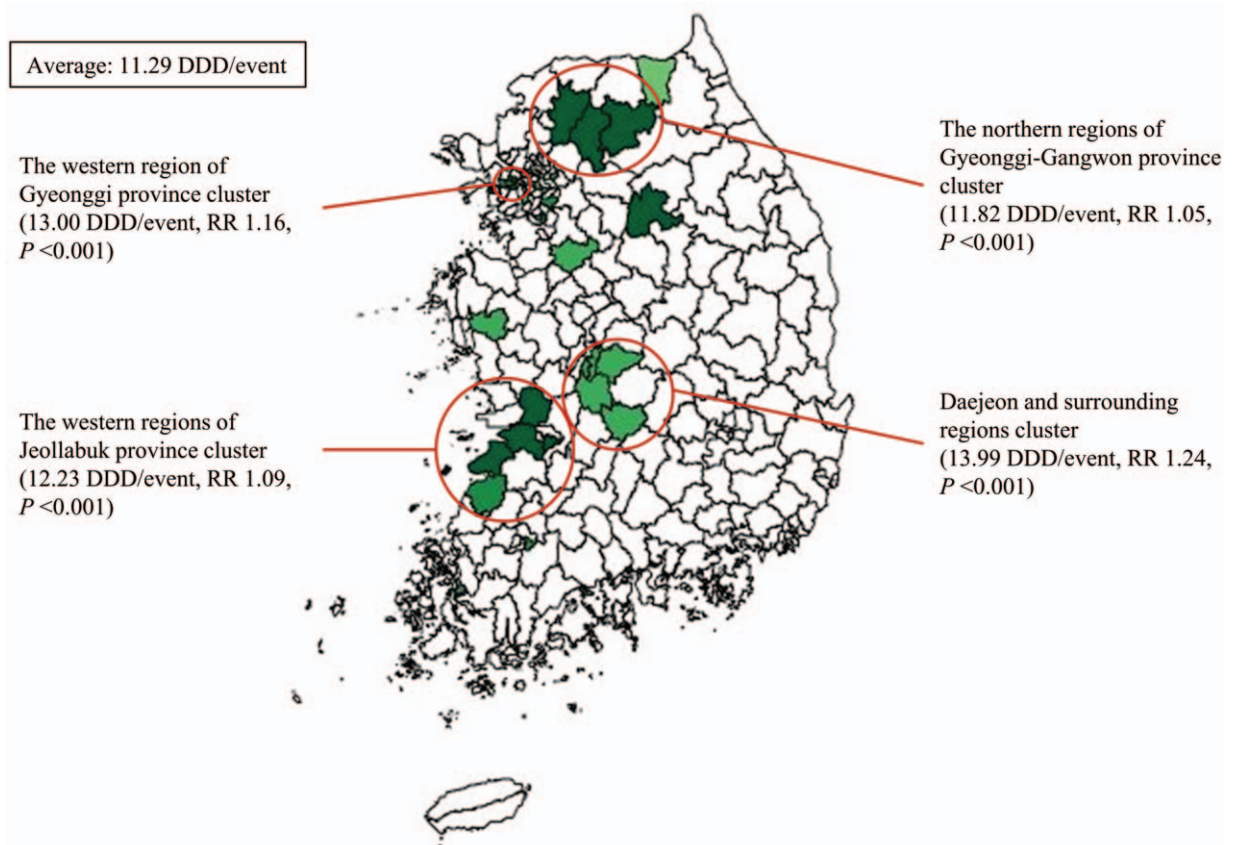 Average: 11.29 DDD/event
The western region of
Gyeonggi province cluster
(13.00 DDD/event, RR 1.16,
P <0.001)
The northern regions of
Gyeonggi-Gangwon province
cluster
(11.82 DDD/event, RR 1.05,
P <0.001)
The western regions of
Jeollabuk province cluster
(12.23 DDD/event, RR 1.09,
P <0.001)
Daejeon and surrounding
regions cluster
(13.99 DDD/event, RR 1.24,
P <0.001)